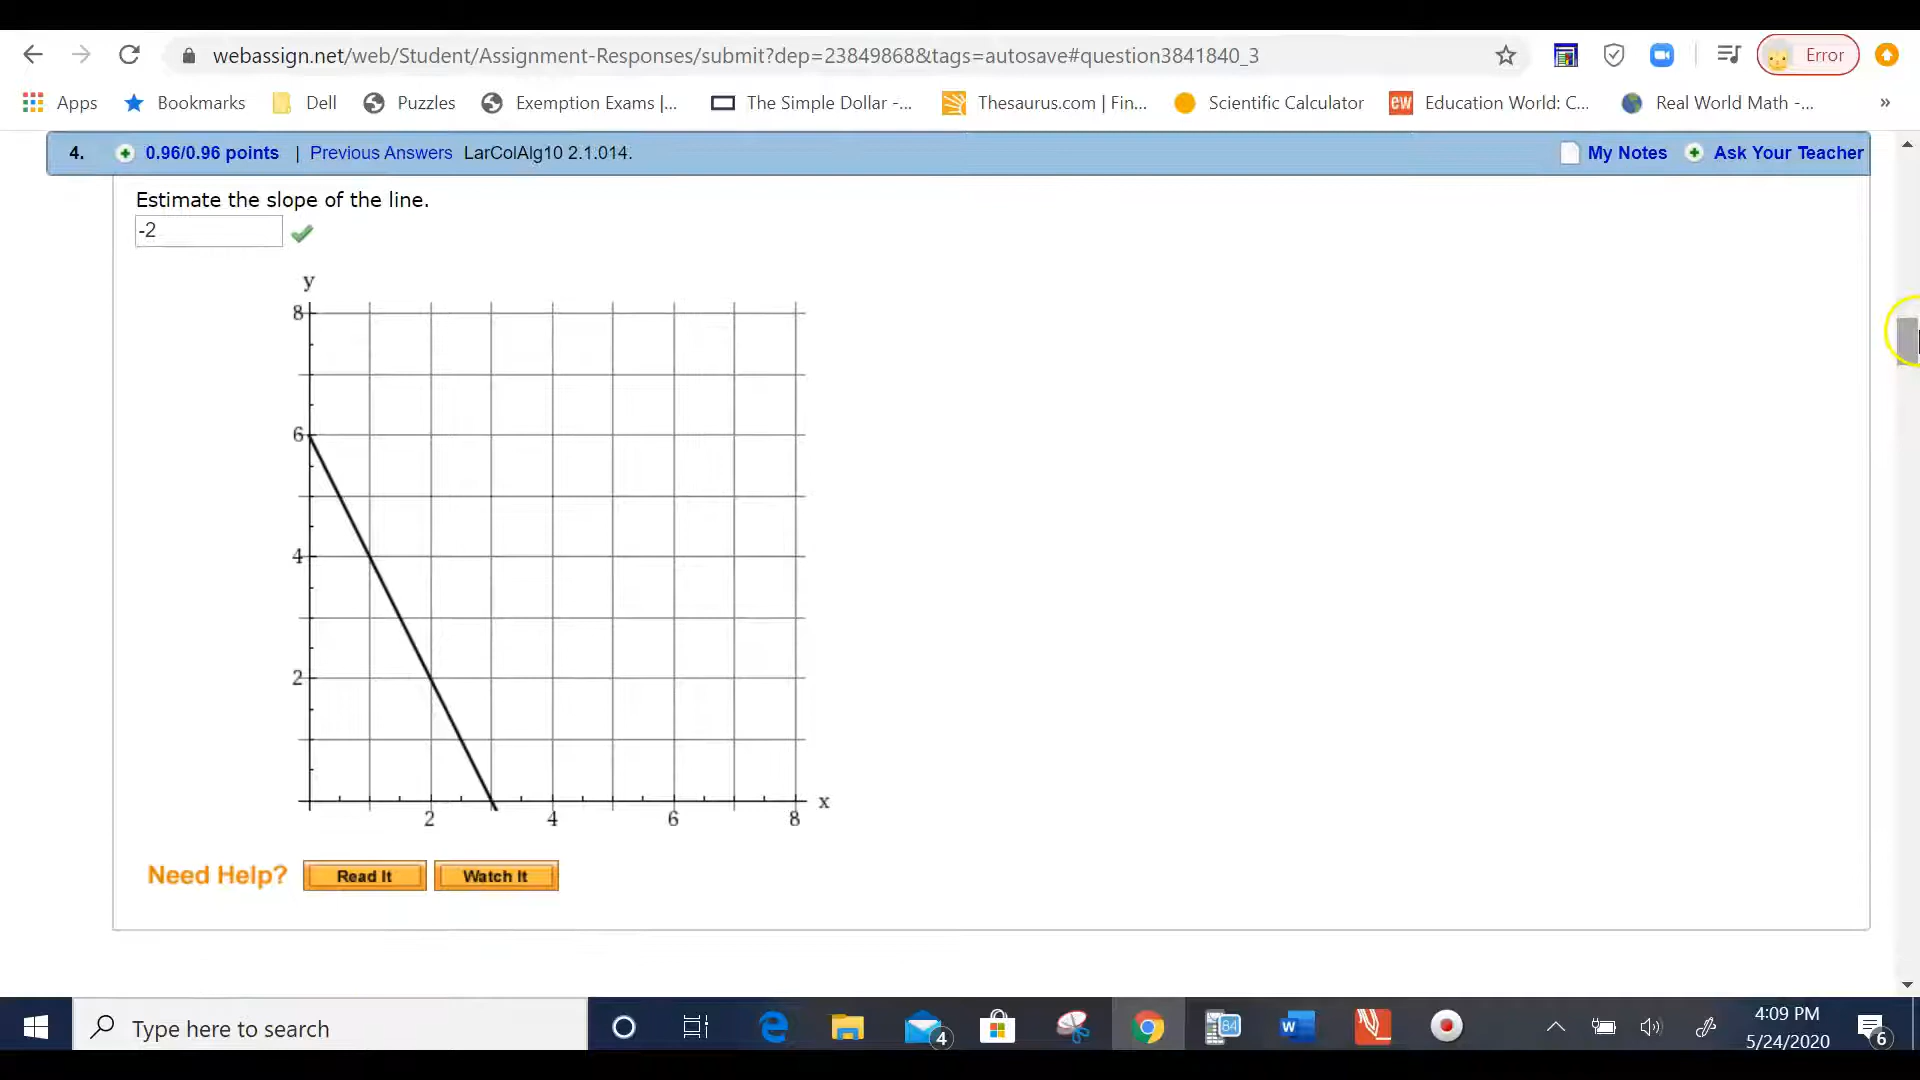 webassign.net/web/Student/Assignment-Responses/submit?dep=23849868&tags=autosave#question3841840_3
Error
Apps
Bookmarks
Dell
Puzzles
Exemption Exams |...
The Simple Dollar -...
Thesaurus.com | Fin...
ew
Education World: C...
Scientific Calculator
Real World Math -...
»
4.
0.96/0.96 points
|
Previous Answers
LarColAlg10 2.1.014.
My Notes
Ask Your Teacher
Estimate the slope of the line.
-2
y
8
6
4
2
2
4
6
8
x
Need Help?
Read It
Watch It
Type here to search
4
84
W
4:09 PM
5/24/2020
6